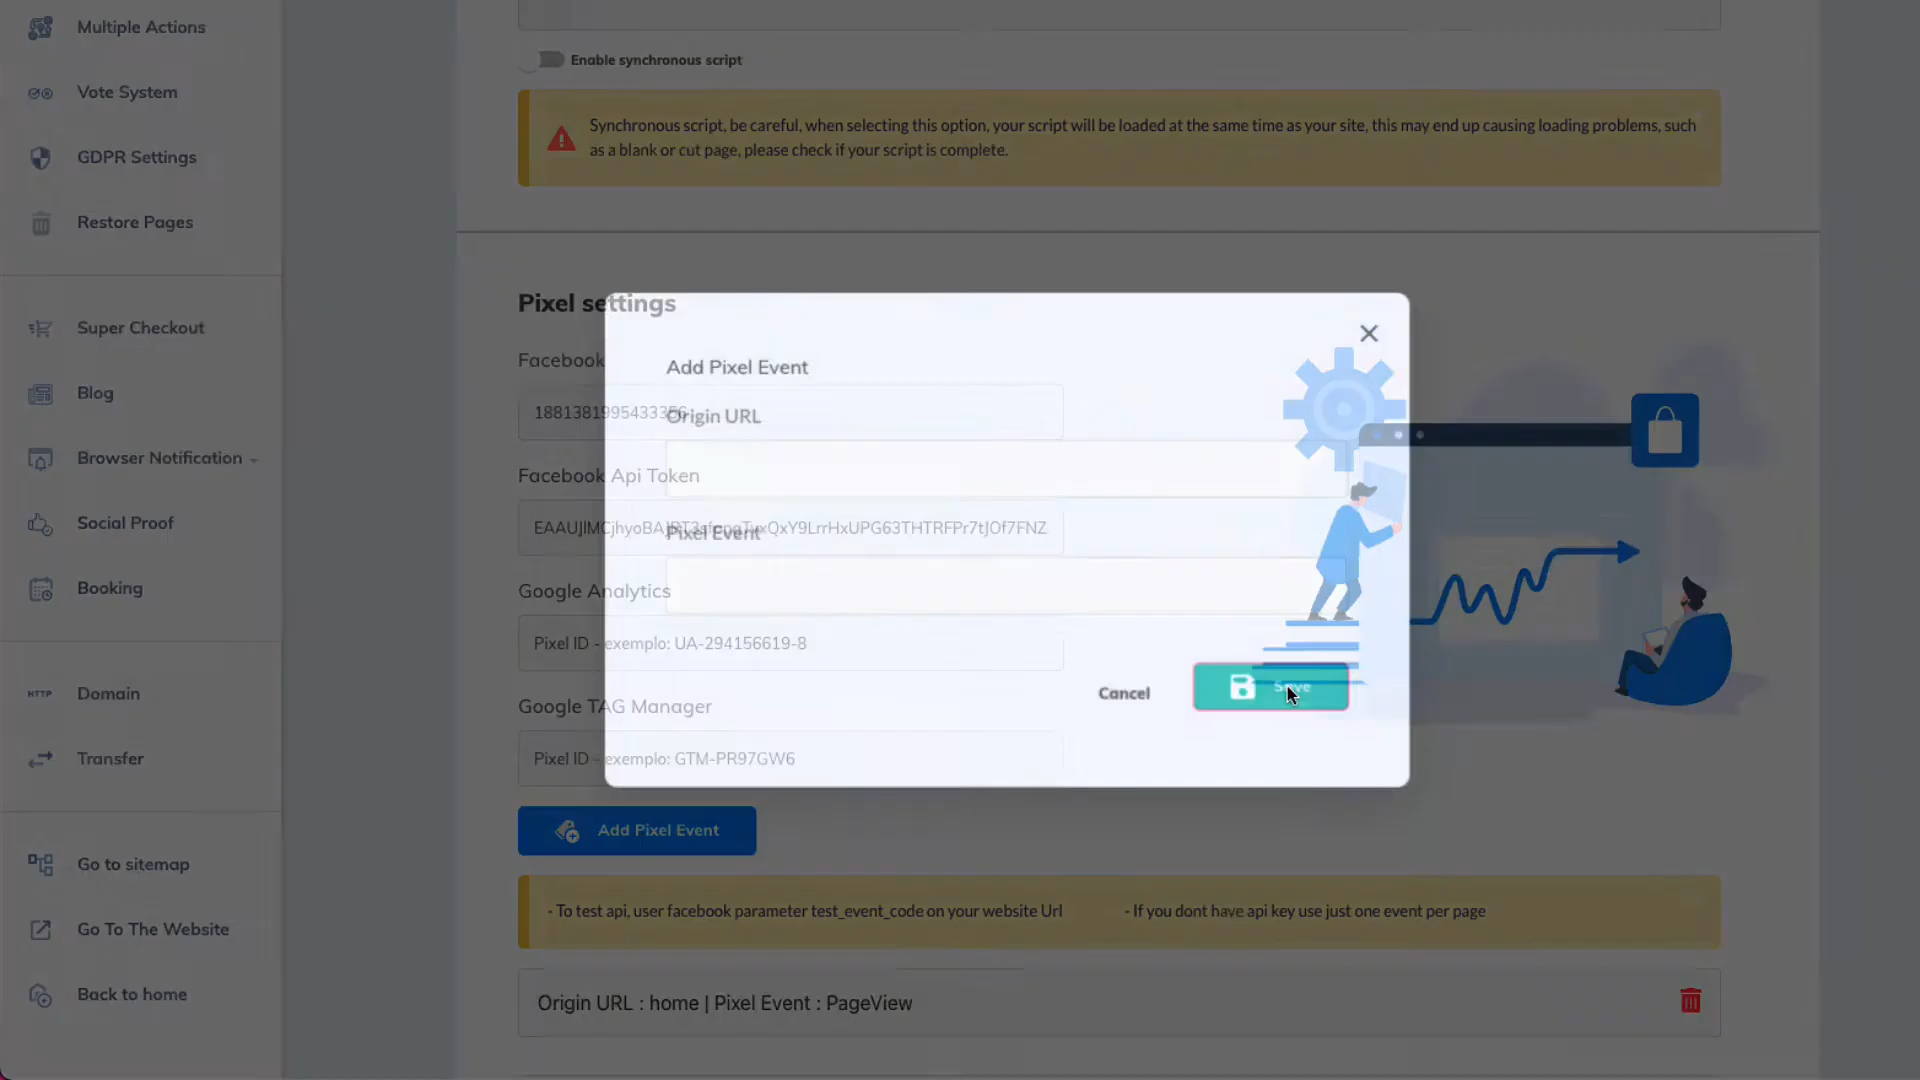 Multiple Actions
Vote System
GDPR Settings
Restore Pages
Super Checkout
Blog
Browser Notification
Social Proof
Booking
HTTP Domain
Transfer
Go to sitemap
Go To The Website
Back to home
Enable synchronous script
Synchronous script, be careful, when selecting this option, your script will be loaded at the same time as your site, this may end up causing loading problems, such
as a blank or cut page, please check if your script is complete.
Pixel settings
Facebook
Add Pixel Event
Origin URL
Facebook Api Token
Pixel Event
Google Analytics
Pixel ID - exemplo: UA-294156619-8
Cancel
Save
Google TAG Manager
Pixel ID - exemplo: GTM-PR97GW6
Add Pixel Event
- To test api, user facebook parameter test_event_code on your website Url
- If you dont have api key use just one event per page
Origin URL : home | Pixel Event : PageView